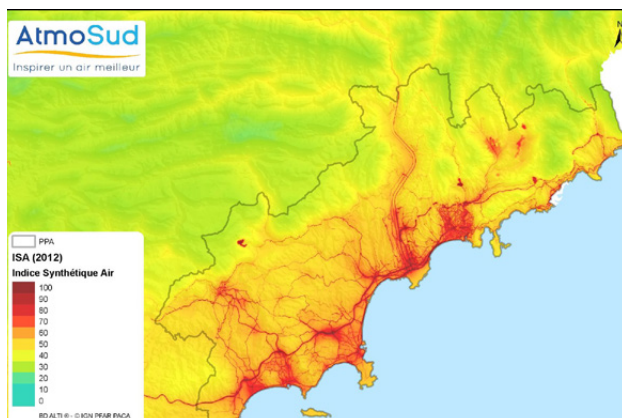 AtmoSud
Inspirer un air meilleur
N
PPA
ISA (2012)
Indice Synthétique Air
100
90
80
70
60
50
40
30
20
10
0
BD ALTI ® - © IGN PFAR PACA